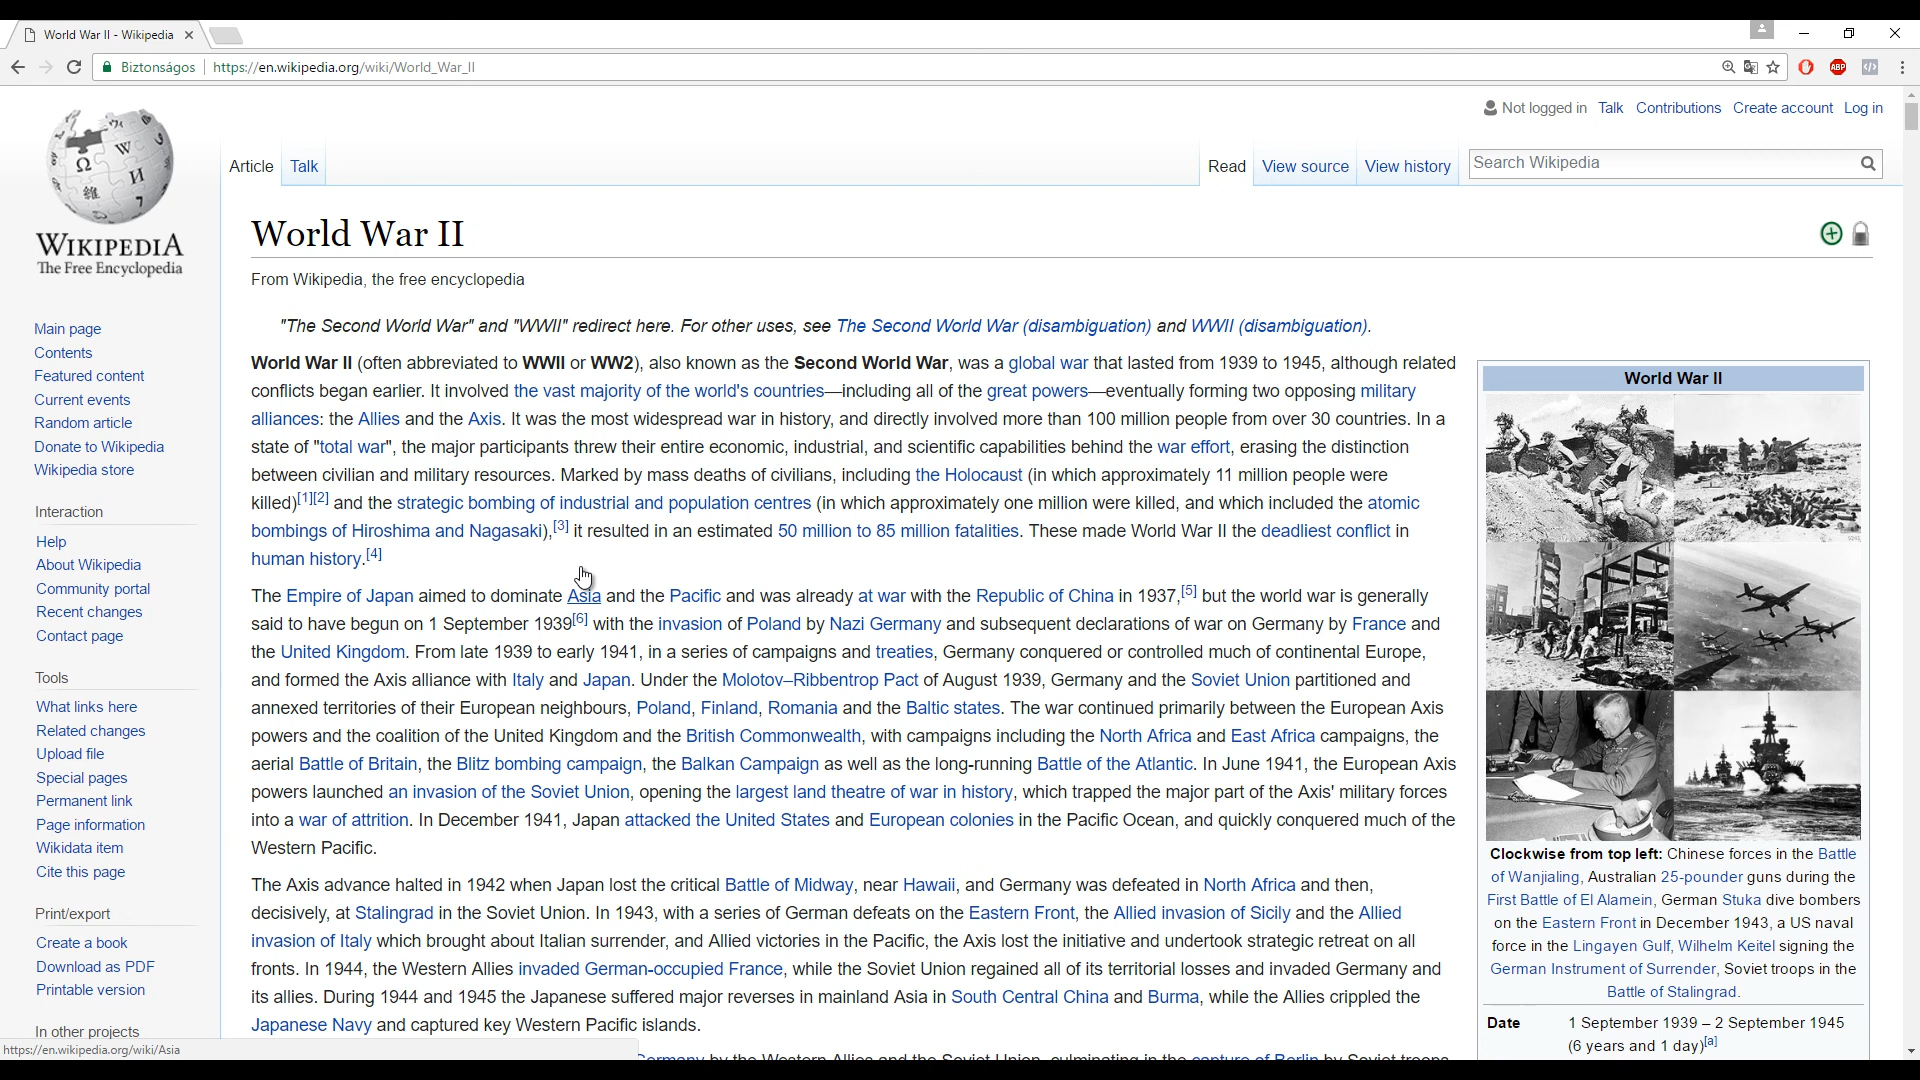 World War II - Wikipedia
Biztonságos
https://en.wikipedia.org/wiki/World_War_II
ABP
Not logged in Talk Contributions Create account Log in
Article Talk
Read View source View history
Search Wikipedia
WIKIPEDIA
The Free Encyclopedia
Main page
Contents
Featured content
Current events
Random article
Donate to Wikipedia
Wikipedia store
Interaction
Help
About Wikipedia
Community portal
Recent changes
Contact page
Tools
What links here
Related changes
Upload file
Special pages
Permanent link
Page information
Wikidata item
Cite this page
Print/export
Create a book
Download as PDF
Printable version
In other projects
https://en.wikipedia.org/wiki/Asia
World War II
From Wikipedia, the free encyclopedia
"The Second World War" and "WWII" redirect here. For other uses, see The Second World War (disambiguation) and WWII (disambiguation).
World War II (often abbreviated to WWII or WW2), also known as the Second World War, was a global war that lasted from 1939 to 1945, although related
conflicts began earlier. It involved the vast majority of the world's countries—including all of the great powers—eventually forming two opposing military
alliances: the Allies and the Axis. It was the most widespread war in history, and directly involved more than 100 million people from over 30 countries. In a
state of "total war", the major participants threw their entire economic, industrial, and scientific capabilities behind the war effort, erasing the distinction
between civilian and military resources. Marked by mass deaths of civilians, including the Holocaust (in which approximately 11 million people were
killed)[1][2] and the strategic bombing of industrial and population centres (in which approximately one million were killed, and which included the atomic
bombings of Hiroshima and Nagasaki),[3] it resulted in an estimated 50 million to 85 million fatalities. These made World War II the deadliest conflict in
human history.[4]
The Empire of Japan aimed to dominate Asia and the Pacific and was already at war with the Republic of China in 1937,[5] but the world war is generally
said to have begun on 1 September 1939[6] with the invasion of Poland by Nazi Germany and subsequent declarations of war on Germany by France and
the United Kingdom. From late 1939 to early 1941, in a series of campaigns and treaties, Germany conquered or controlled much of continental Europe,
and formed the Axis alliance with Italy and Japan. Under the Molotov–Ribbentrop Pact of August 1939, Germany and the Soviet Union partitioned and
annexed territories of their European neighbours, Poland, Finland, Romania and the Baltic states. The war continued primarily between the European Axis
powers and the coalition of the United Kingdom and the British Commonwealth, with campaigns including the North Africa and East Africa campaigns, the
aerial Battle of Britain, the Blitz bombing campaign, the Balkan Campaign as well as the long-running Battle of the Atlantic. In June 1941, the European Axis
powers launched an invasion of the Soviet Union, opening the largest land theatre of war in history, which trapped the major part of the Axis' military forces
into a war of attrition. In December 1941, Japan attacked the United States and European colonies in the Pacific Ocean, and quickly conquered much of the
Western Pacific.
The Axis advance halted in 1942 when Japan lost the critical Battle of Midway, near Hawaii, and Germany was defeated in North Africa and then,
decisively, at Stalingrad in the Soviet Union. In 1943, with a series of German defeats on the Eastern Front, the Allied invasion of Sicily and the Allied
invasion of Italy which brought about Italian surrender, and Allied victories in the Pacific, the Axis lost the initiative and undertook strategic retreat on all
fronts. In 1944, the Western Allies invaded German-occupied France, while the Soviet Union regained all of its territorial losses and invaded Germany and
its allies. During 1944 and 1945 the Japanese suffered major reverses in mainland Asia in South Central China and Burma, while the Allies crippled the
Japanese Navy and captured key Western Pacific islands.
Germany by the Western Allies and the Soviet Union, culminating in the capture of Berlin by Soviet troops
World War II
Clockwise from top left: Chinese forces in the Battle
of Wanjialing, Australian 25-pounder guns during the
First Battle of El Alamein, German Stuka dive bombers
on the Eastern Front in December 1943, a US naval
force in the Lingayen Gulf, Wilhelm Keitel signing the
German Instrument of Surrender, Soviet troops in the
Battle of Stalingrad.
Date 1 September 1939 – 2 September 1945
(6 years and 1 day)[a]